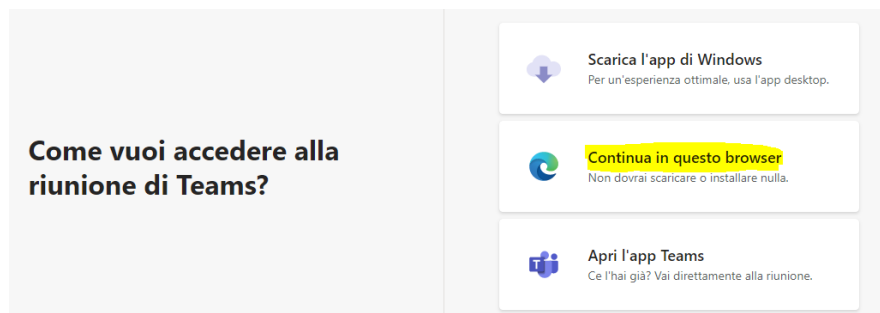 Come vuoi accedere alla
riunione di Teams?
Scarica l'app di Windows
Per un'esperienza ottimale, usa l'app desktop.
Continua in questo browser
Non dovrai scaricare o installare nulla.
Apri l'app Teams
Ce l'hai già? Vai direttamente alla riunione.